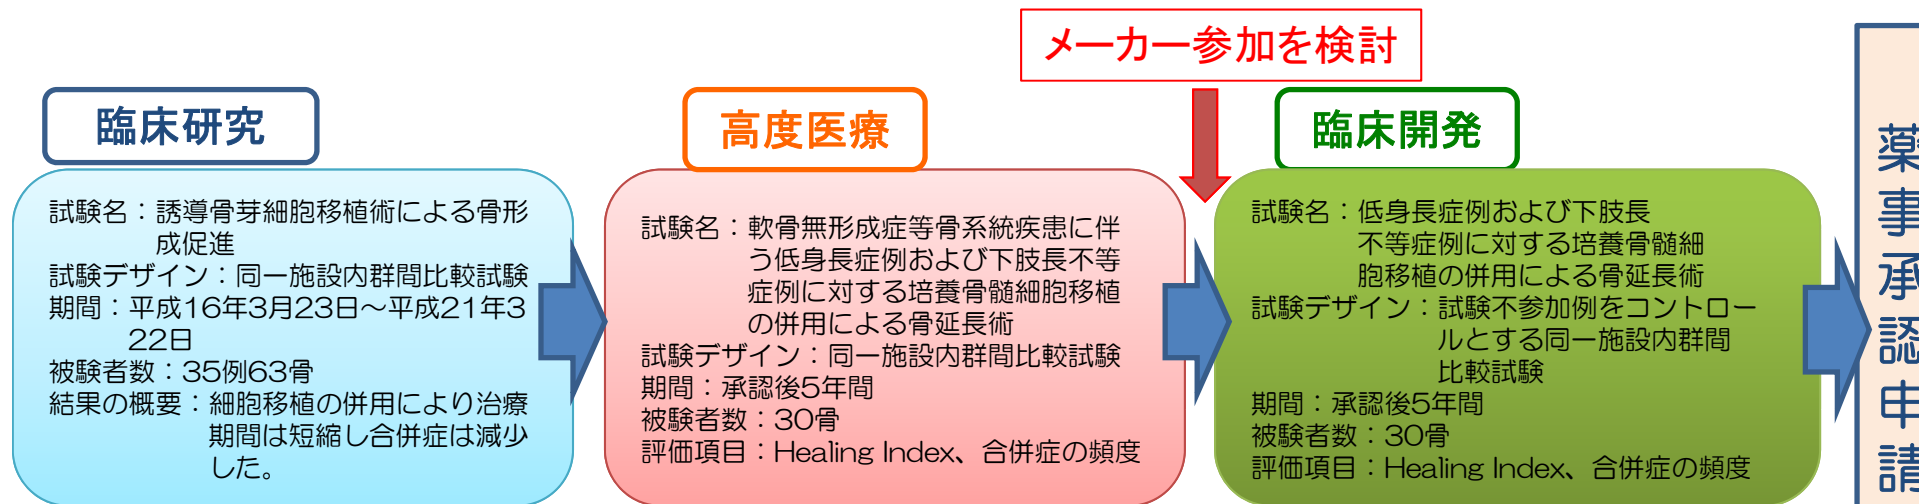 メーカー参加を検討
臨床研究
試験名：誘導骨芽細胞移植術による骨形
成促進
試験デザイン：同一施設内群間比較試験
期間：平成16年3月23日～平成21年3
22日
被験者数：35例63骨
結果の概要：細胞移植の併用により治療
期間は短縮し合併症は減少
した。
高度医療
試験名：軟骨無形成症等骨系統疾患に伴
う低身長症例および下肢長不等
症例に対する培養骨髄細胞移植
の併用による骨延長術
試験デザイン：同一施設内群間比較試験
期間：承認後5年間
被験者数：30骨
評価項目：Healing Index、合併症の頻度
臨床開発
試験名：低身長症例および下肢長
不等症例に対する培養骨髄細
胞移植の併用による骨延長術
試験デザイン：試験不参加例をコントロー
ルとする同一施設内群間
比較試験
期間：承認後5年間
被験者数：30骨
評価項目：Healing Index、合併症の頻度
薬事承認申請